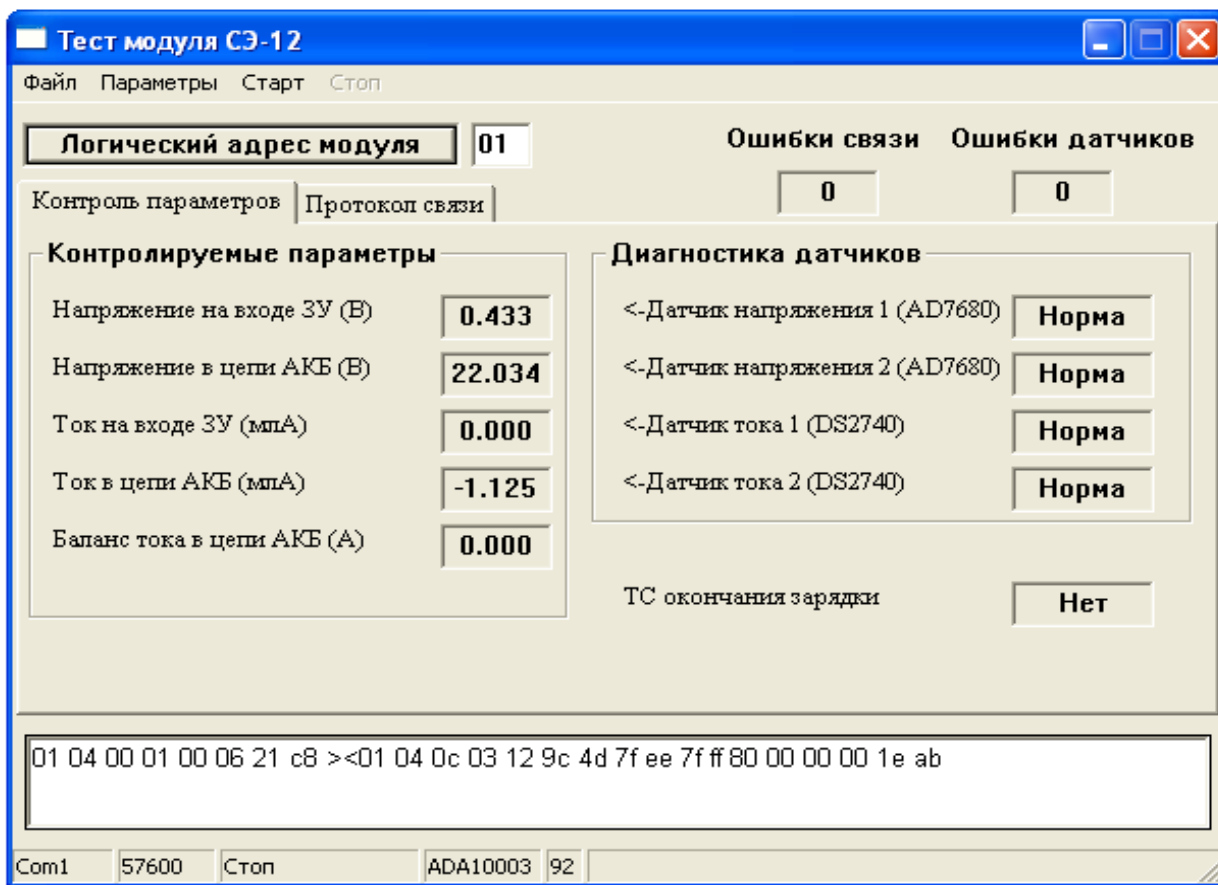 Тест модуля СЭ-12
Файл Параметры Старт Стоп
Логический адрес модуля 01
Ошибки связи Ошибки датчиков
0 0
Контроль параметров Протокол связи
Контролируемые параметры
Напряжение на входе ЗУ (В) 0.433
Напряжение в цепи АКБ (В) 22.034
Ток на входе ЗУ (мпА) 0.000
Ток в цепи АКБ (мпА) -1.125
Баланс тока в цепи АКБ (А) 0.000
Диагностика датчиков
<-Датчик напряжения 1 (AD7680) Норма
<-Датчик напряжения 2 (AD7680) Норма
<-Датчик тока 1 (DS2740) Норма
<-Датчик тока 2 (DS2740) Норма
ТС окончания зарядки Нет
01 04 00 01 00 06 21 c8 ><01 04 0c 03 12 9c 4d 7f ee 7f ff 80 00 00 00 1e ab
Com1 57600 Стоп ADA10003 92